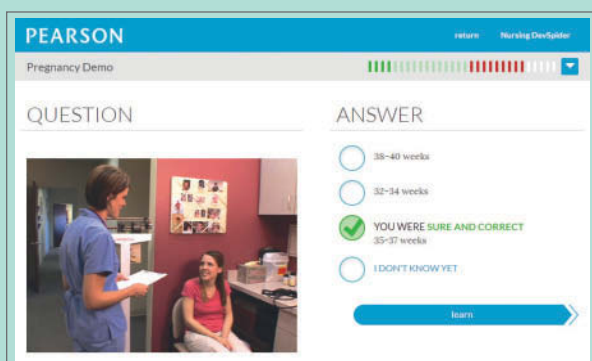 PEARSON
return Nursing DevSpider
Pregnancy Demo
QUESTION
ANSWER
38-40 weeks
32-34 weeks
YOU WERE SURE AND CORRECT
35-37 weeks
I DON'T KNOW YET
learn